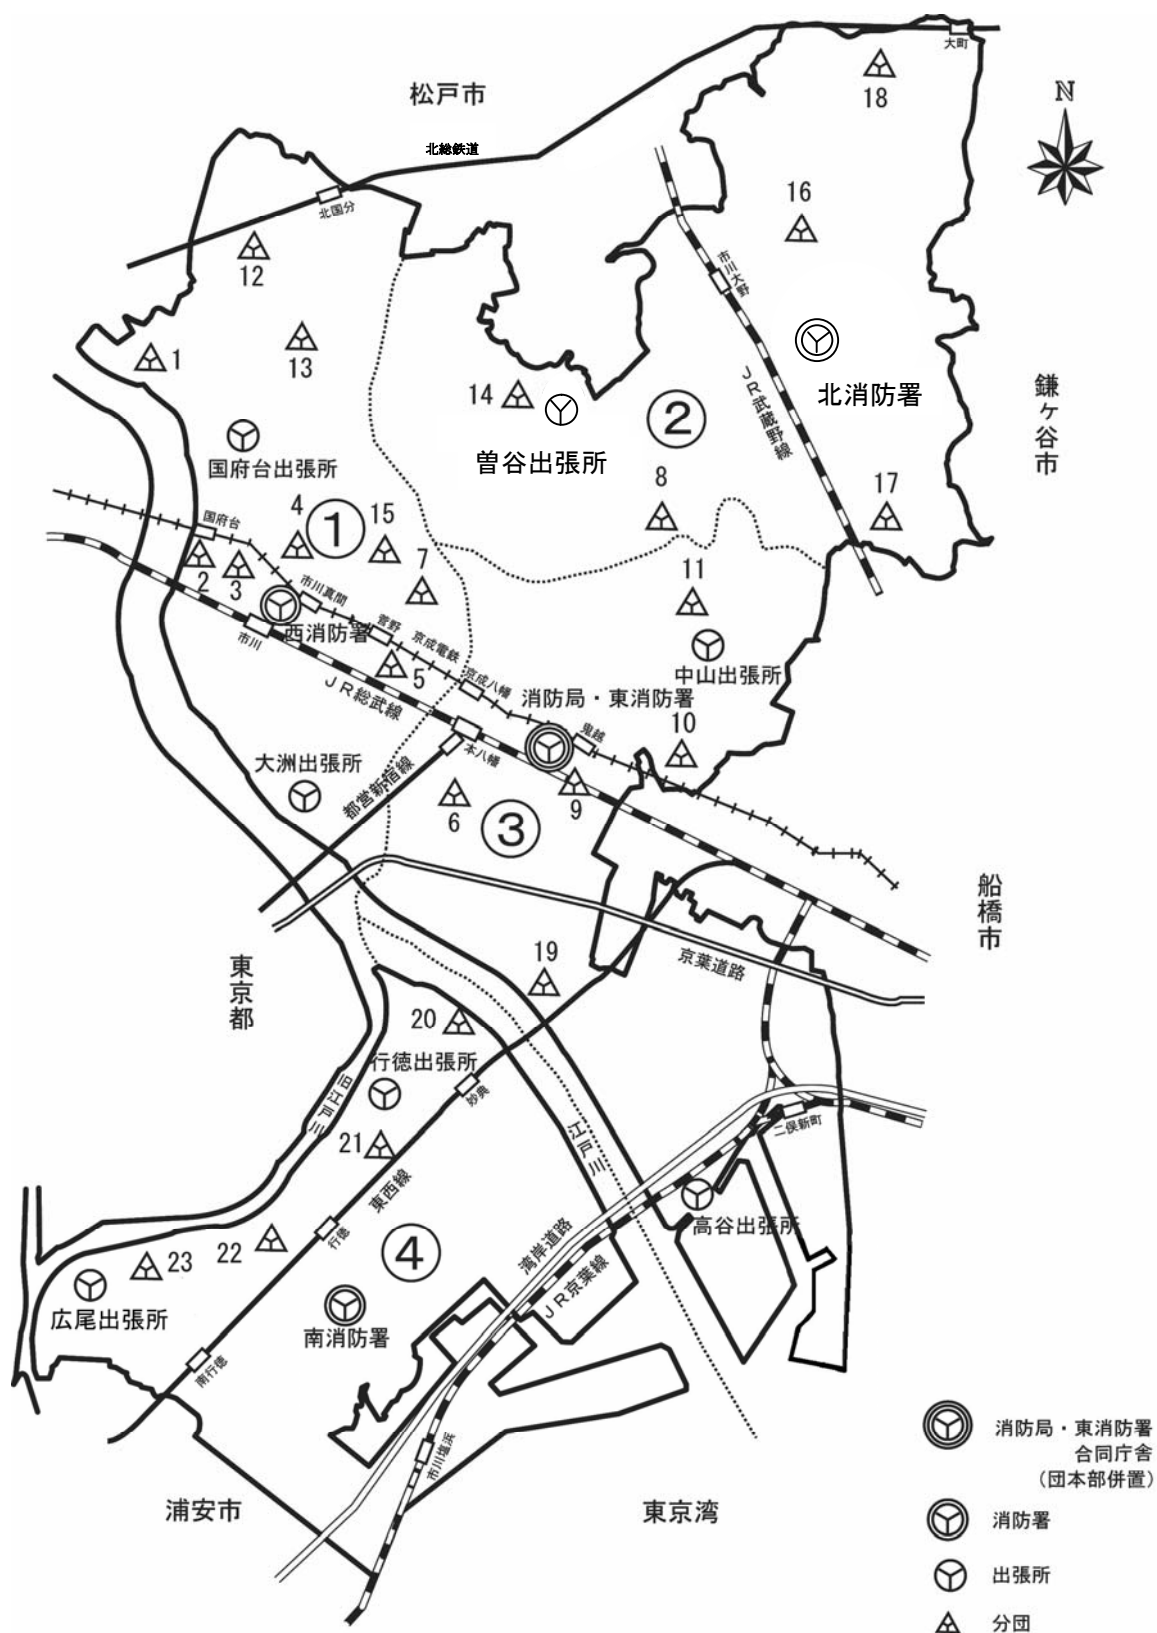 大町
松戸市
18
N
北総鉄道
16
北国分
12
市川大野
1
13
北消防署
JR武蔵野線
鎌ヶ谷市
14
②
曽谷出張所
国府台出張所
8
17
国府台
4
①
15
7
11
2
3
市川真間
西消防署
市川
菅野
京成電鉄
5
京成八幡
中山出張所
JR総武線
消防局・東消防署
鬼越
10
本八幡
大洲出張所
都営新宿線
6
③
9
船橋市
東京都
19
京葉道路
20
行徳出張所
旧江戸川
妙典
江戸川
二俣新町
21
東西線
高谷出張所
行徳
22
④
湾岸道路
JR京葉線
23
広尾出張所
南消防署
南行徳
市川塩浜
浦安市
東京湾
消防局・東消防署
合同庁舎
(団本部併置)
消防署
出張所
分団